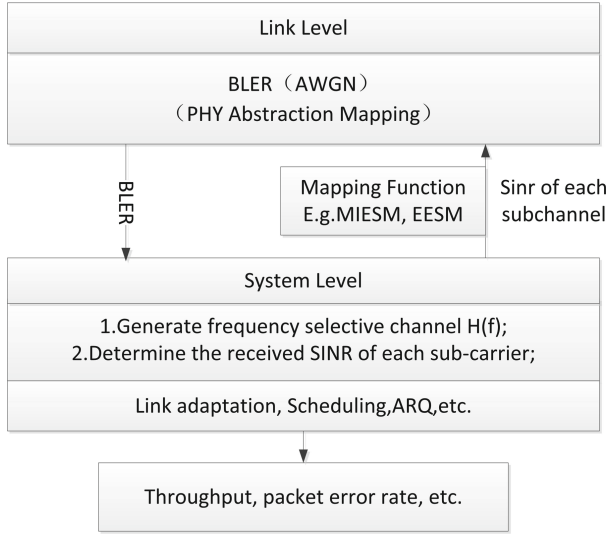 Link Level
BLER（AWGN）
（PHY Abstraction Mapping）
BLER
Mapping Function
E.g.MIESM, EESM
Sinr of each
subchannel
System Level
1.Generate frequency selective channel H(f);
2.Determine the received SINR of each sub-carrier;
Link adaptation, Scheduling,ARQ,etc.
Throughput, packet error rate, etc.